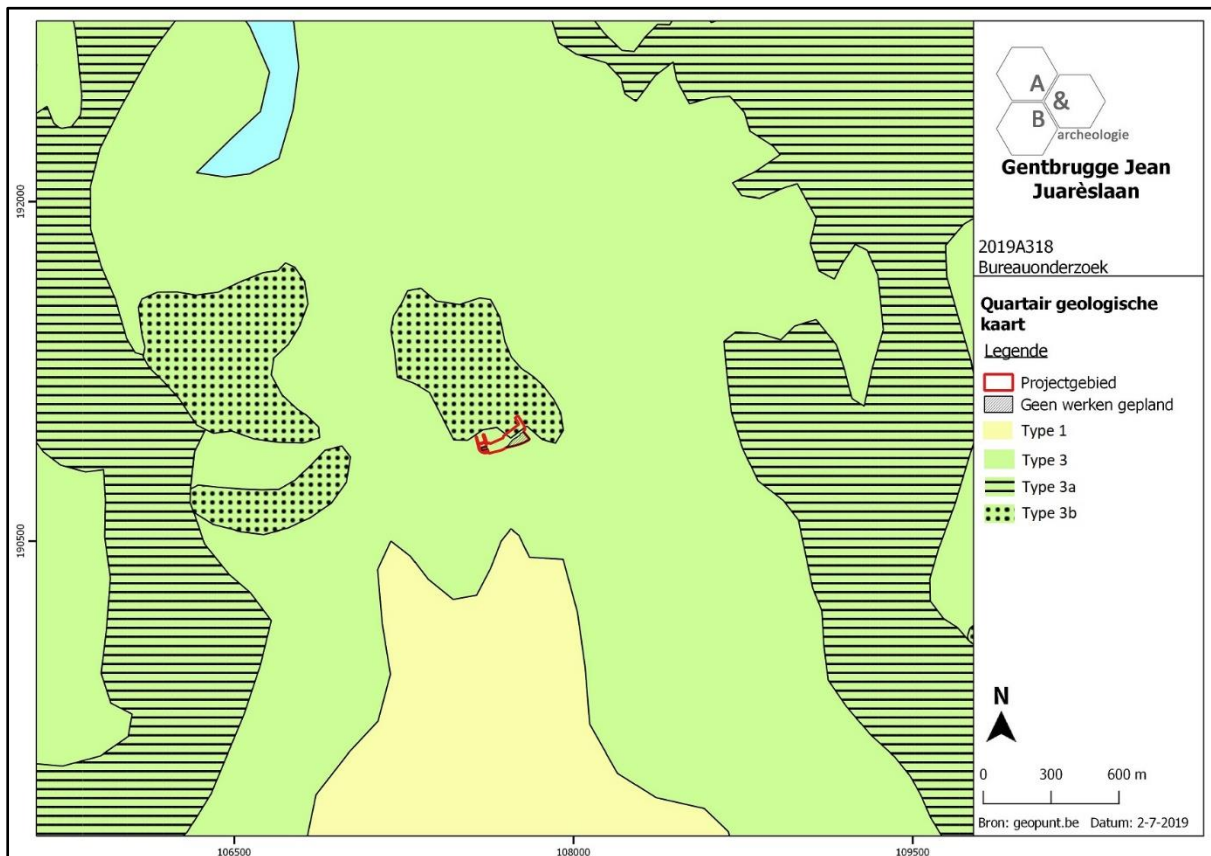 A
&
B
archeologie
Gentbrugge Jean
Juarèslaan
2019A318
Bureauonderzoek
Quartair geologische
kaart
Legende
Projectgebied
Geen werken gepland
Type 1
Type 3
Type 3a
Type 3b
N
0 300 600 m
Bron: geopunt.be Datum: 2-7-2019
192000
190500
106500 108000 109500